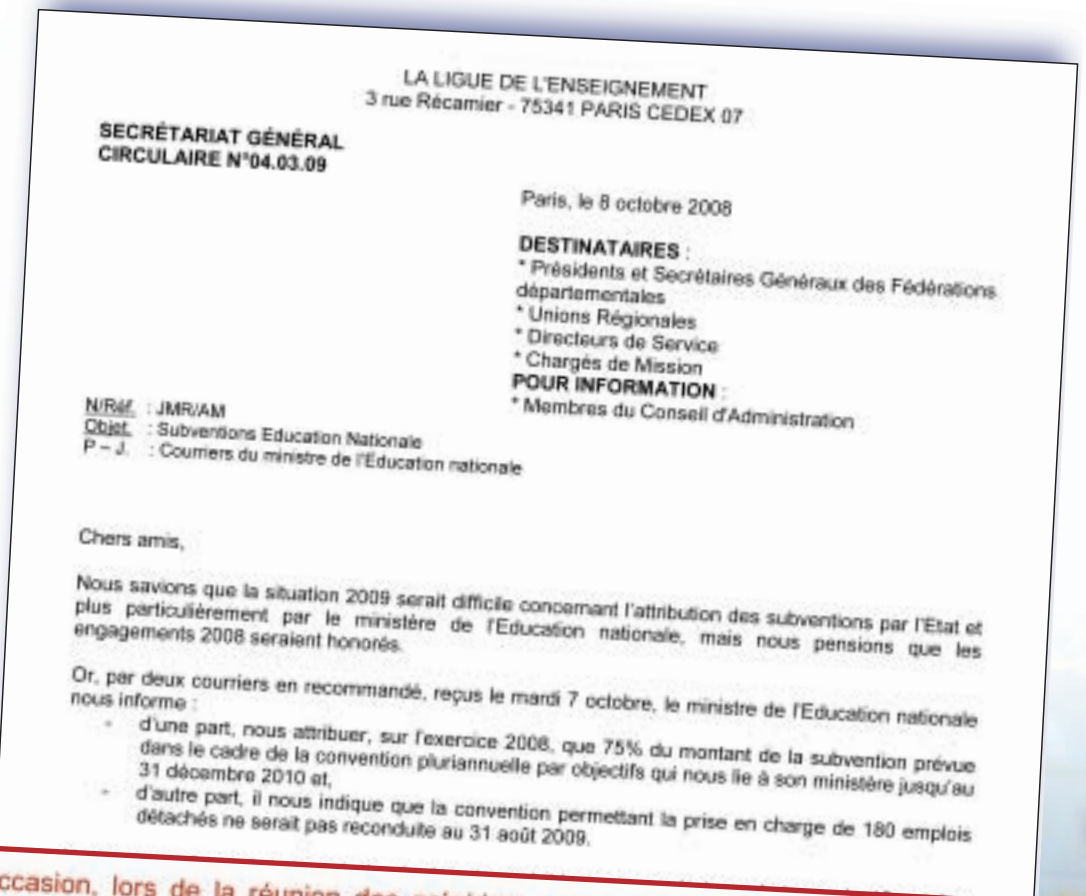 LA LIGUE DE L'ENSEIGNEMENT
3 rue Récamier - 75341 PARIS CEDEX 07
SECRÉTARIAT GÉNÉRAL
CIRCULAIRE N°04.03.09
Paris, le 8 octobre 2008
DESTINATAIRES :
* Présidents et Secrétaires Généraux des Fédérations
départementales
* Unions Régionales
* Directeurs de Service
* Chargés de Mission
POUR INFORMATION :
* Membres du Conseil d'Administration
N/Réf. : JMR/AM
Objet. : Subventions Education Nationale
P – J. : Courriers du ministre de l'Education nationale
Chers amis,
Nous savions que la situation 2009 serait difficile concernant l'attribution des subventions par l'Etat et
plus particulièrement par le ministère de l'Education nationale, mais nous pensions que les
engagements 2008 seraient honorés.
Or, par deux courriers en recommandé, reçus le mardi 7 octobre, le ministre de l'Education nationale
nous informe :
- d'une part, nous attribuer, sur l'exercice 2008, que 75% du montant de la subvention prévue
dans le cadre de la convention pluriannuelle par objectifs qui nous lie à son ministère jusqu'au
31 décembre 2010 et,
- d'autre part, il nous indique que la convention permettant la prise en charge de 180 emplois
détachés ne serait pas reconduite au 31 août 2009.
lors de la réunion des